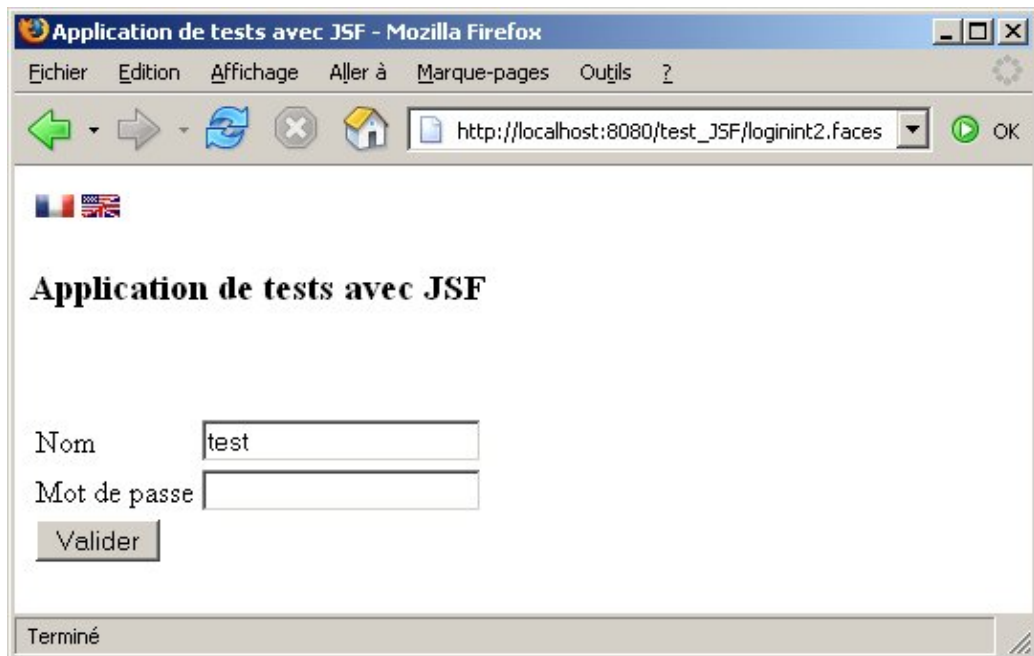 Application de tests avec JSF - Mozilla Firefox
Fichier Edition Affichage Aller à Marque-pages Outils ?
http://localhost:8080/test_JSF/loginint2.faces OK
Application de tests avec JSF
Nom test
Mot de passe
Valider
Terminé